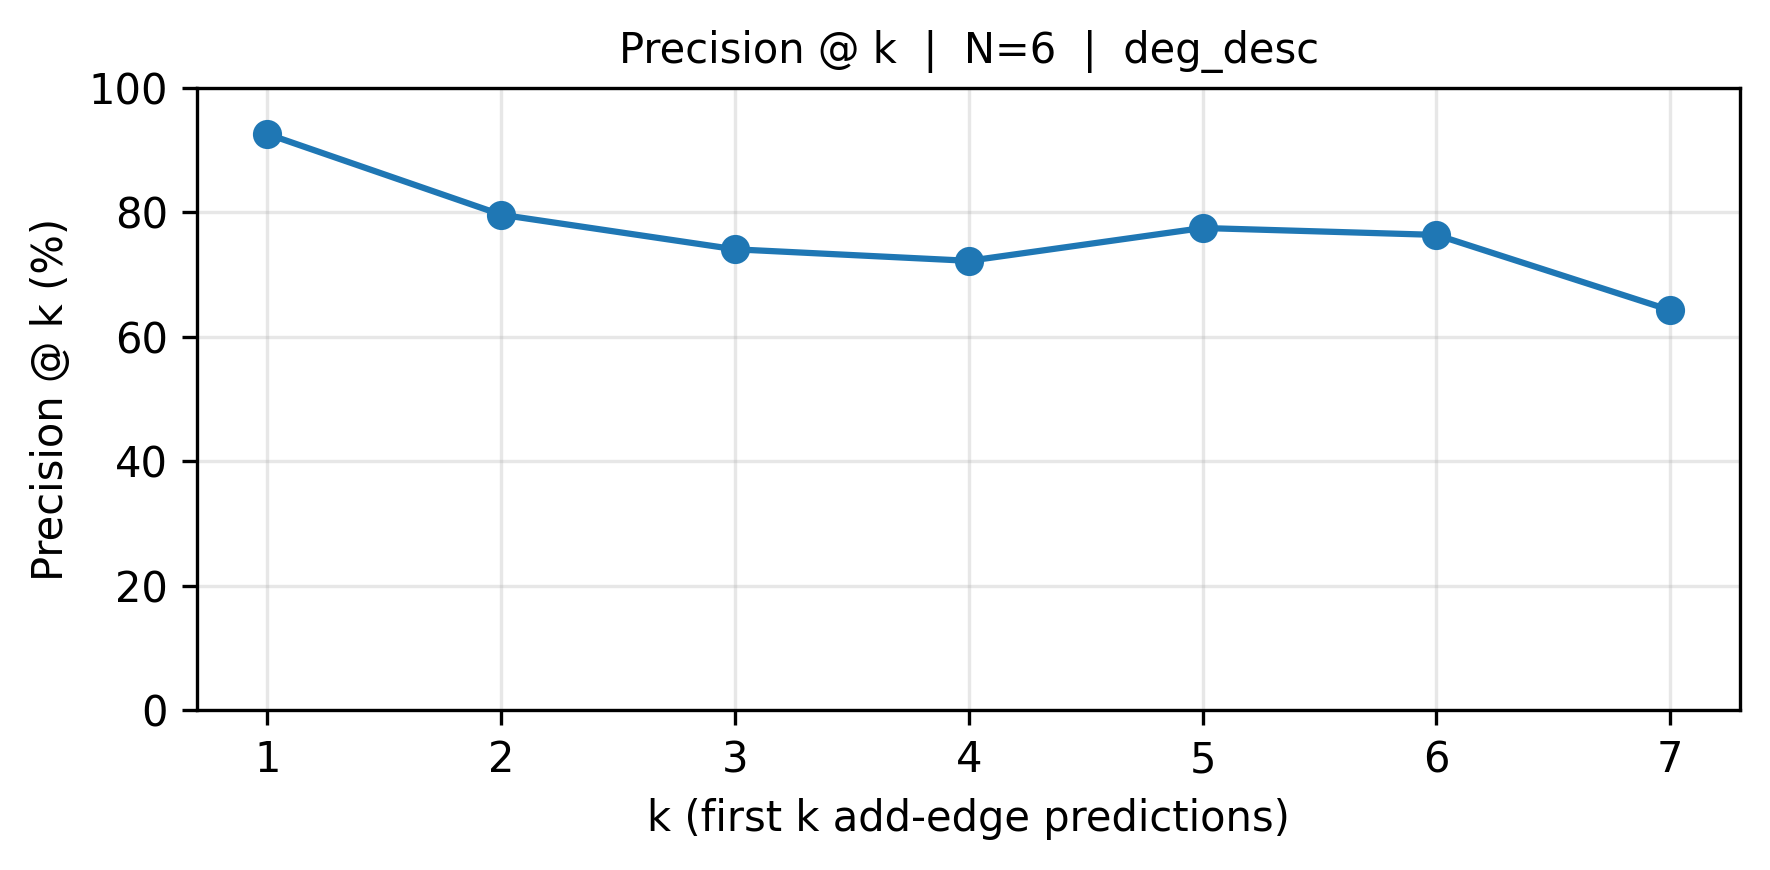 Precision @ k | N=6 | deg_desc
Precision @ k (%)
100
80
60
40
20
0
1 2 3 4 5 6 7
k (first k add-edge predictions)